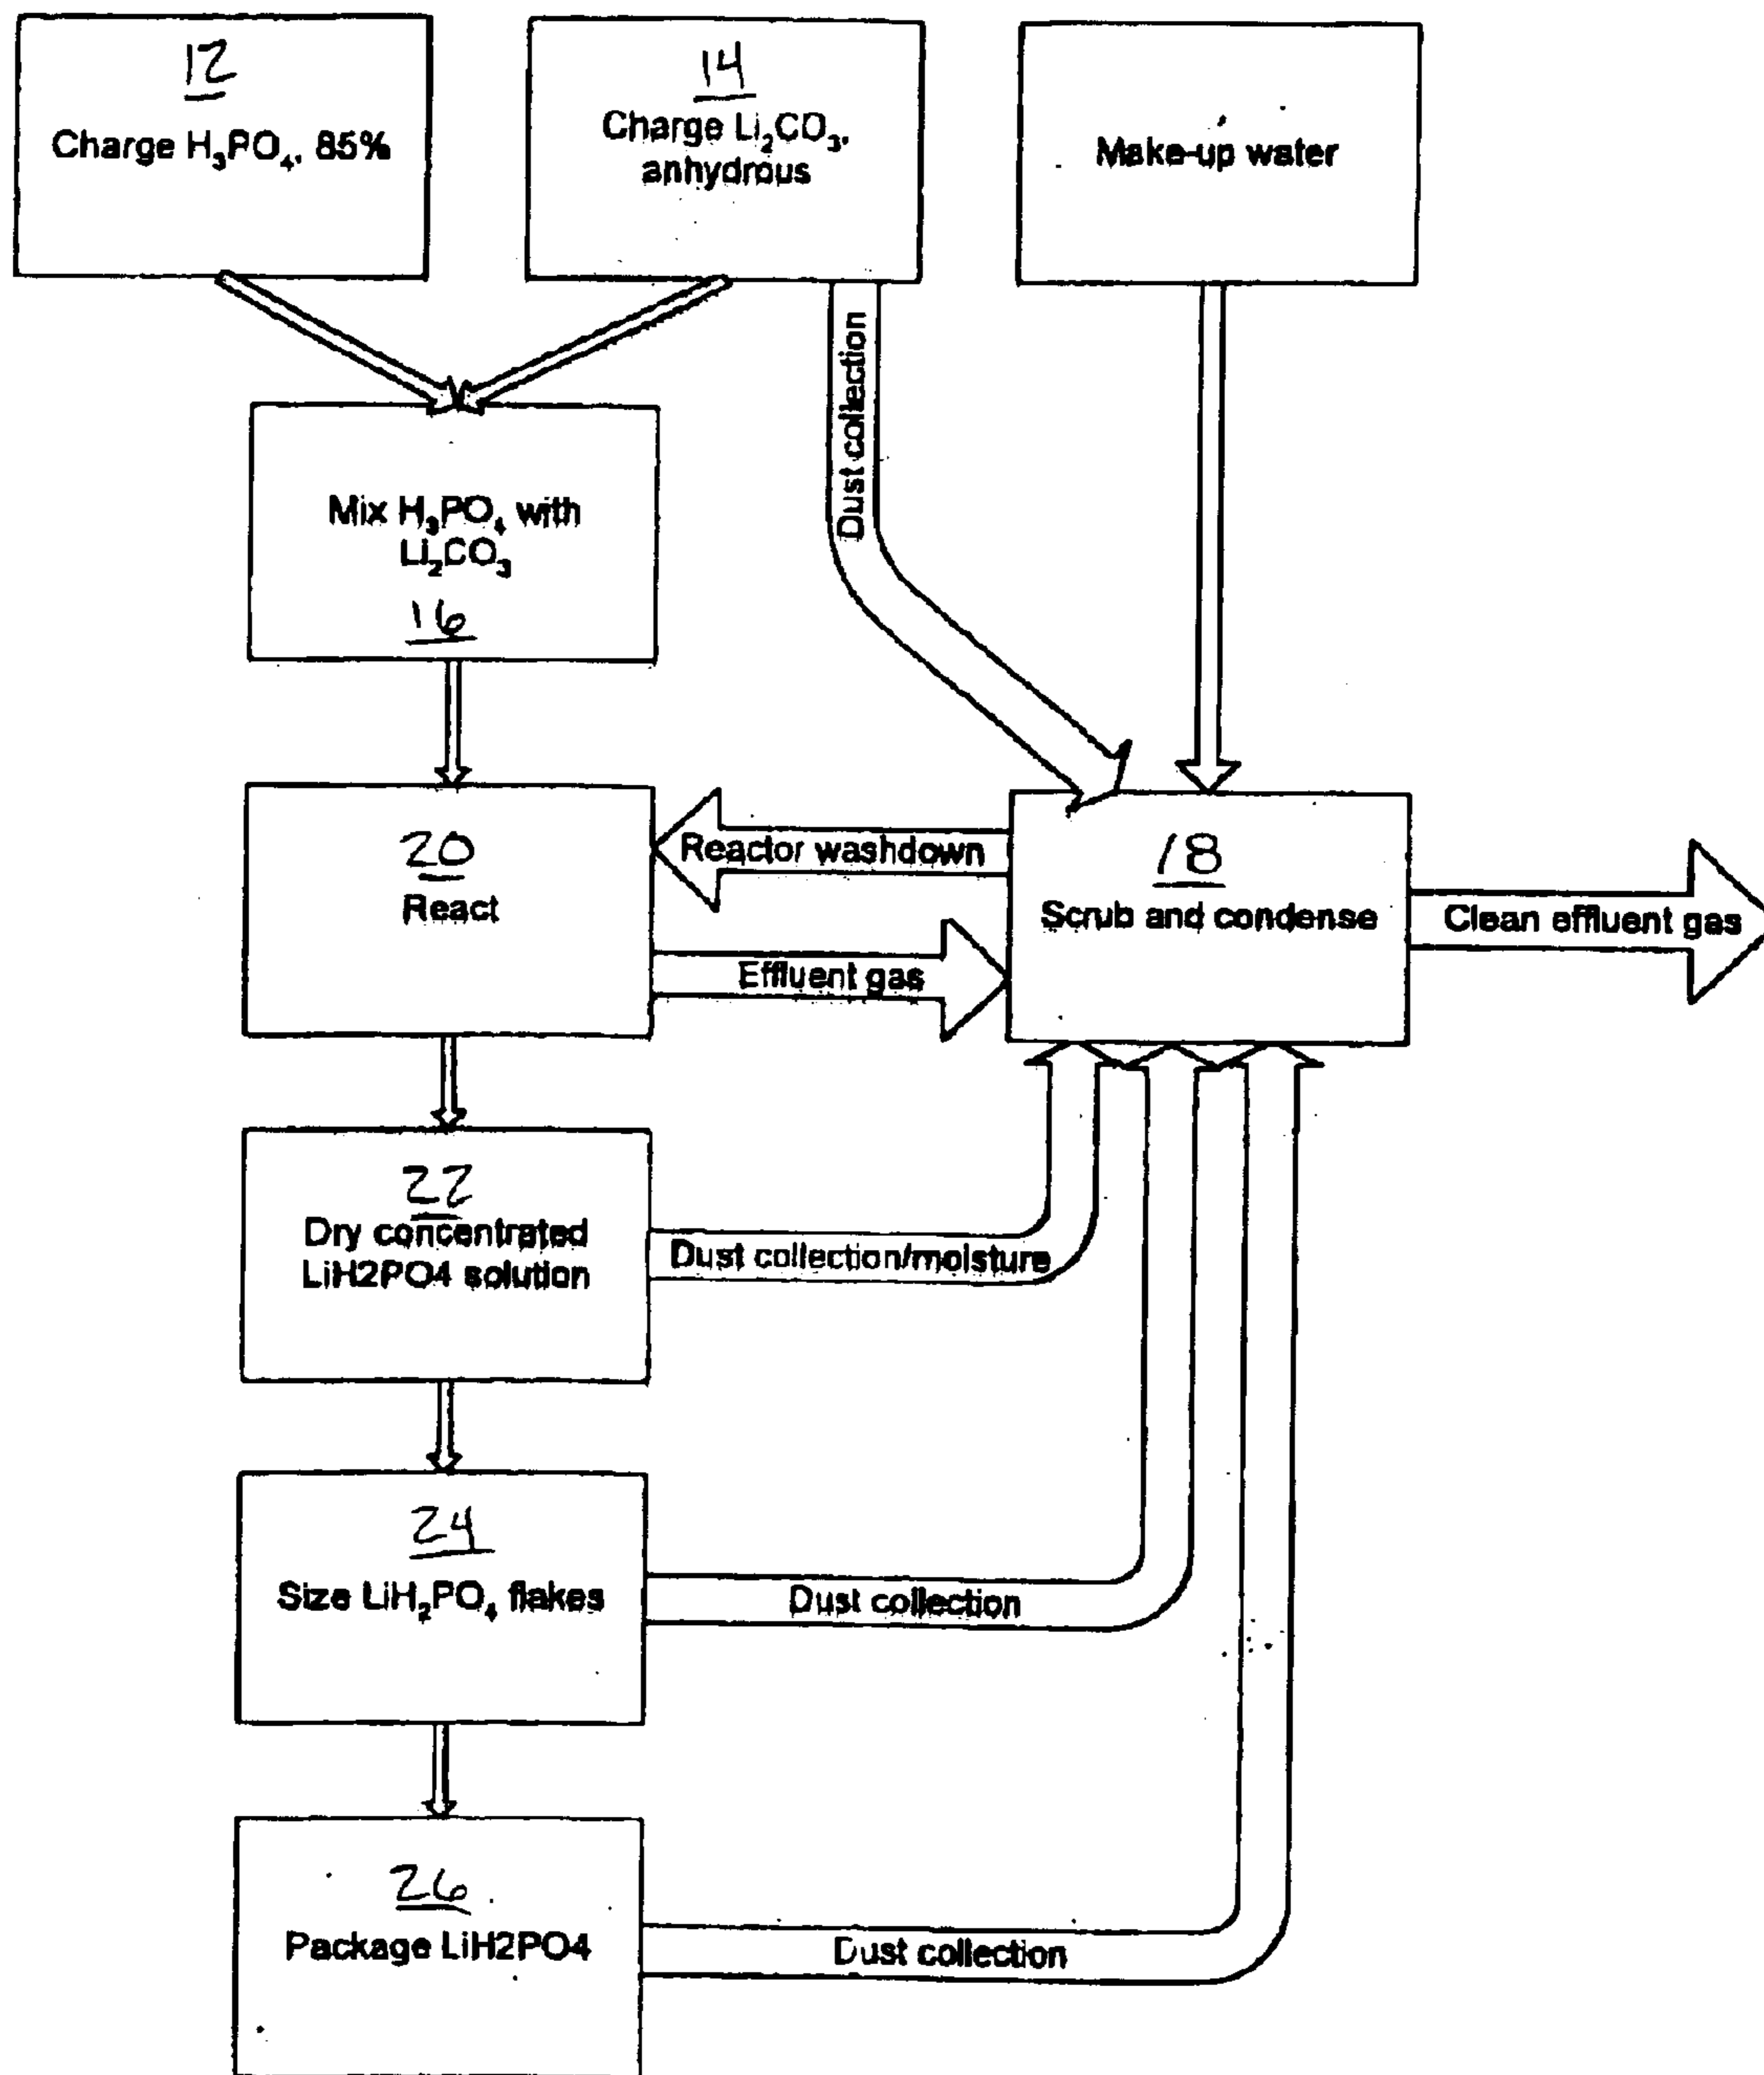 12
Charge H₃PO₄, 85%
14
Charge Li₂CO₃,
anhydrous
Make-up water
Dust collection
Mix H₃PO₄ with
Li₂CO₃
16
20
React
Reactor washdown
Effluent gas
18
Scrub and condense
Clean effluent gas
22
Dry concentrated
LiH2PO4 solution
Dust collection/moisture
24
Size LiH₂PO₄ flakes
Dust collection
26
Package LiH2PO4
Dust collection